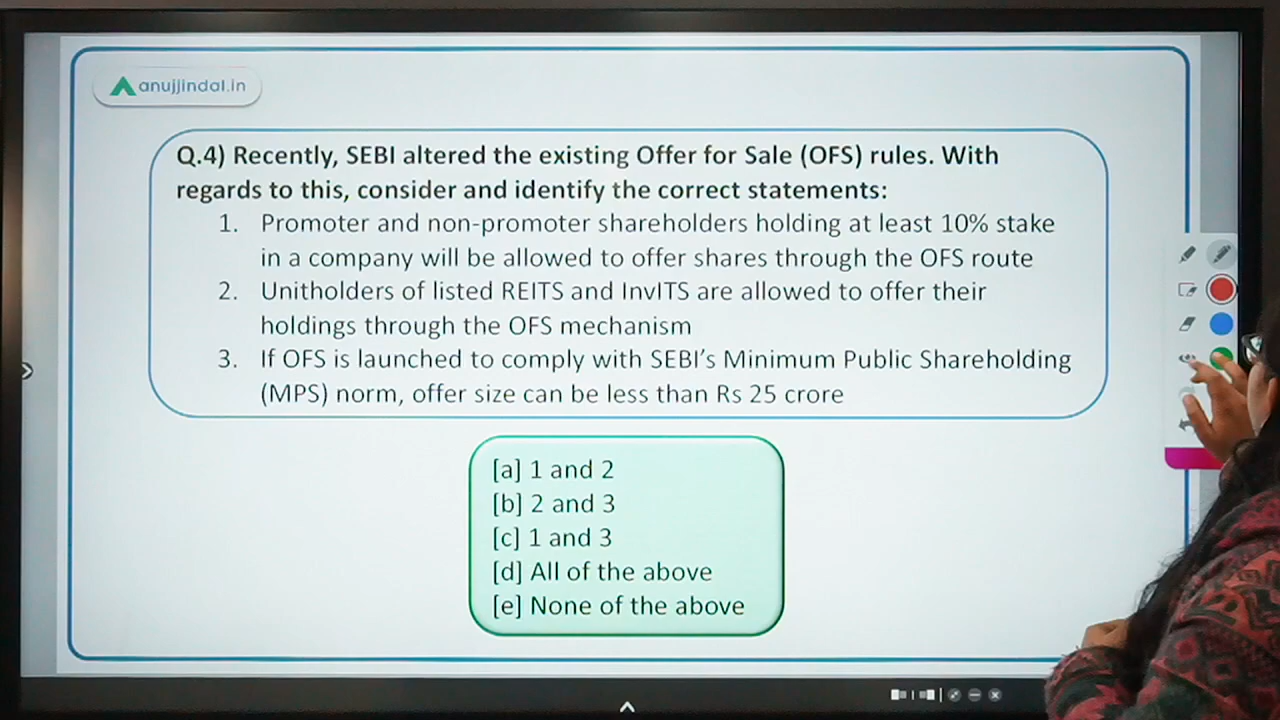 anujjindal.in
Q.4) Recently, SEBI altered the existing Offer for Sale (OFS) rules. With
regards to this, consider and identify the correct statements:
1. Promoter and non-promoter shareholders holding at least 10% stake
in a company will be allowed to offer shares through the OFS route
2. Unitholders of listed REITS and InvITS are allowed to offer their
holdings through the OFS mechanism
3. If OFS is launched to comply with SEBI's Minimum Public Shareholding
(MPS) norm, offer size can be less than Rs 25 crore
[a] 1 and 2
[b] 2 and 3
[c] 1 and 3
[d] All of the above
[e] None of the above